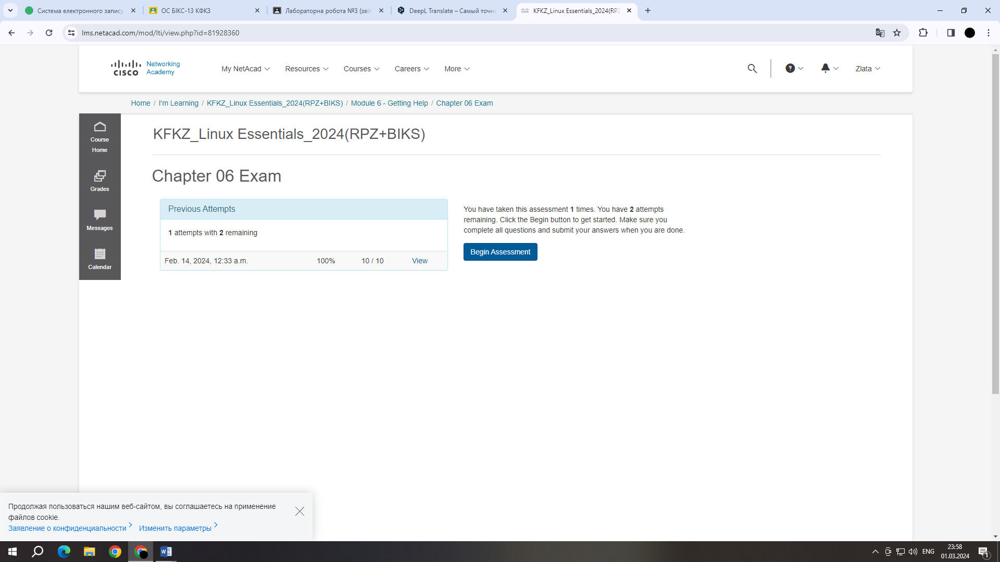 Система електронного запису
ОС БІКС-13 КФКЗ
Лабораторна робота №3 (звіт
DeepL Translate – Самый точн
KFKZ_Linux Essentials_2024(RPZ
lms.netacad.com/mod/lti/view.php?id=81928360
CISCO
Networking
Academy
My NetAcad
Resources
Courses
Careers
More
?
Zlata
Home / I'm Learning / KFKZ_Linux Essentials_2024(RPZ+BIKS) / Module 6 - Getting Help / Chapter 06 Exam
Course
Home
Grades
Messages
Calendar
KFKZ_Linux Essentials_2024(RPZ+BIKS)
Chapter 06 Exam
Previous Attempts
1 attempts with 2 remaining
Feb. 14, 2024, 12:33 a.m. 100% 10 / 10 View
You have taken this assessment 1 times. You have 2 attempts
remaining. Click the Begin button to get started. Make sure you
complete all questions and submit your answers when you are done.
Begin Assessment
Продолжая пользоваться нашим веб-сайтом, вы соглашаетесь на применение
файлов cookie.
Заявление о конфиденциальности
Изменить параметры
ENG
23:58
01.03.2024
1